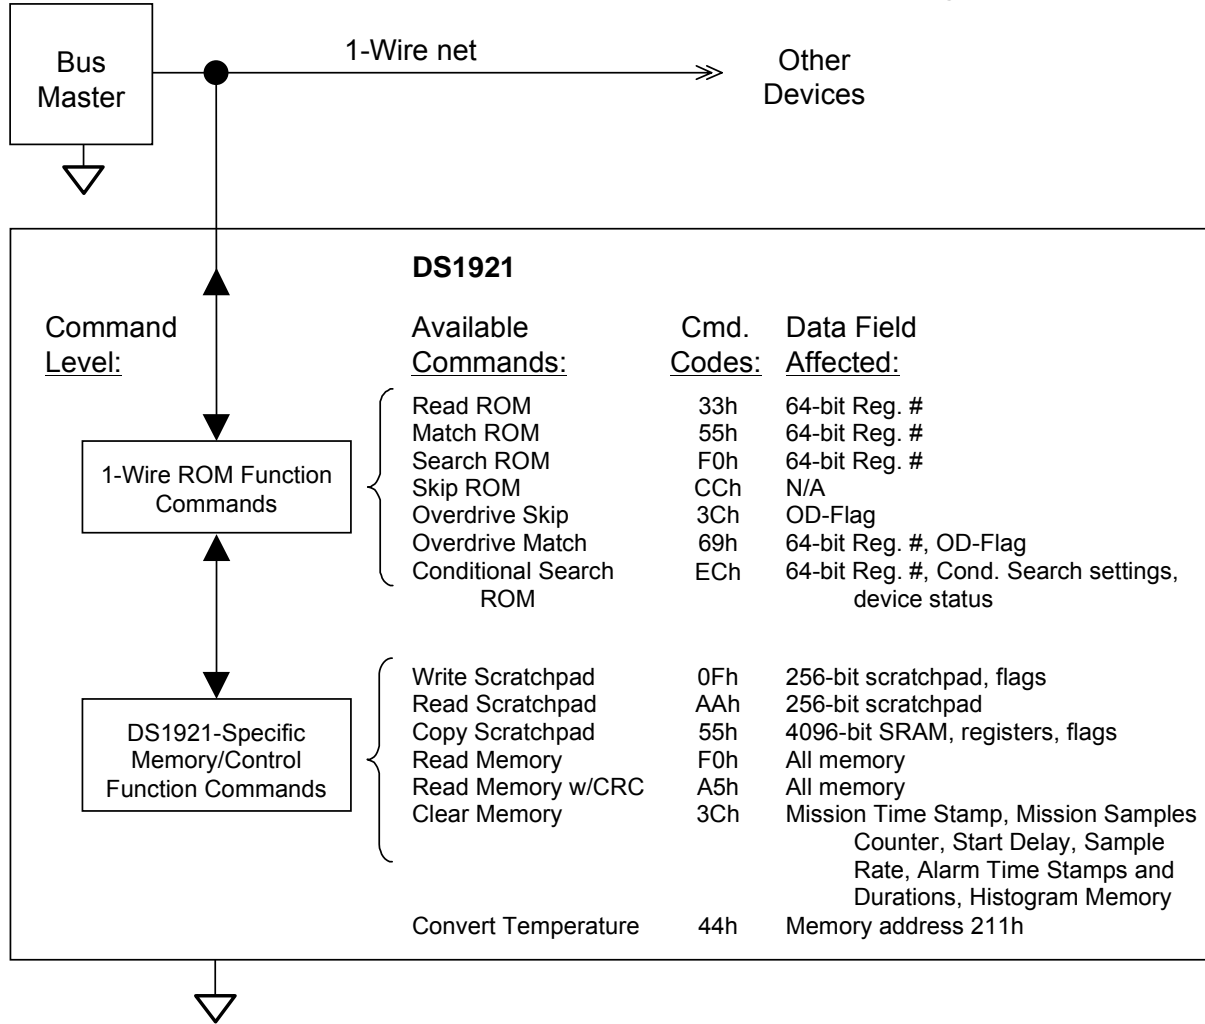 Bus
Master
1-Wire net
Other
Devices
DS1921
Command
Level:
Available
Commands:
Cmd.
Codes:
Data Field
Affected:
1-Wire ROM Function
Commands
Read ROM 33h 64-bit Reg. #
Match ROM 55h 64-bit Reg. #
Search ROM F0h 64-bit Reg. #
Skip ROM CCh N/A
Overdrive Skip 3Ch OD-Flag
Overdrive Match 69h 64-bit Reg. #, OD-Flag
Conditional Search ECh 64-bit Reg. #, Cond. Search settings,
ROM device status
DS1921-Specific
Memory/Control
Function Commands
Write Scratchpad 0Fh 256-bit scratchpad, flags
Read Scratchpad AAh 256-bit scratchpad
Copy Scratchpad 55h 4096-bit SRAM, registers, flags
Read Memory F0h All memory
Read Memory w/CRC A5h All memory
Clear Memory 3Ch Mission Time Stamp, Mission Samples
Counter, Start Delay, Sample
Rate, Alarm Time Stamps and
Durations, Histogram Memory
Convert Temperature 44h Memory address 211h